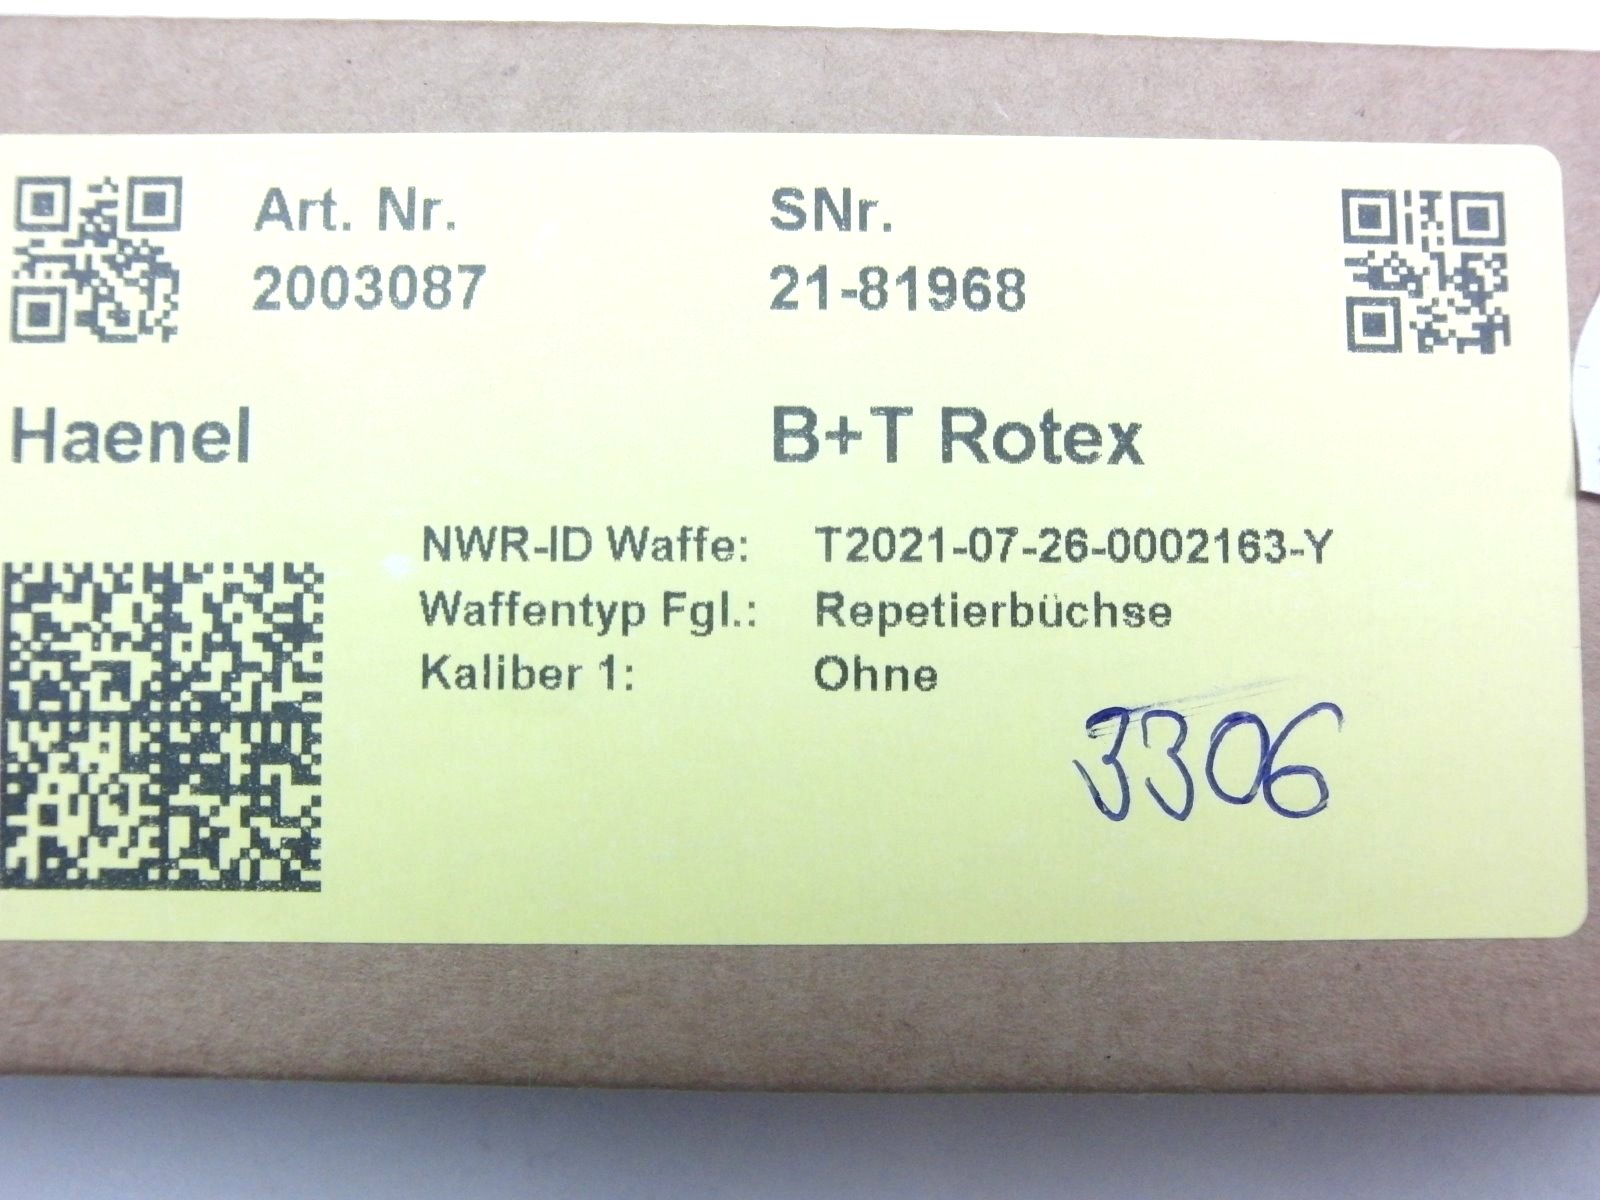 Art. Nr. SNr.
2003087 21-81968
Haenel B+T Rotex
NWR-ID Waffe: T2021-07-26-0002163-Y
Waffentyp Fgl.: Repetierbüchse
Kaliber 1: Ohne
3306